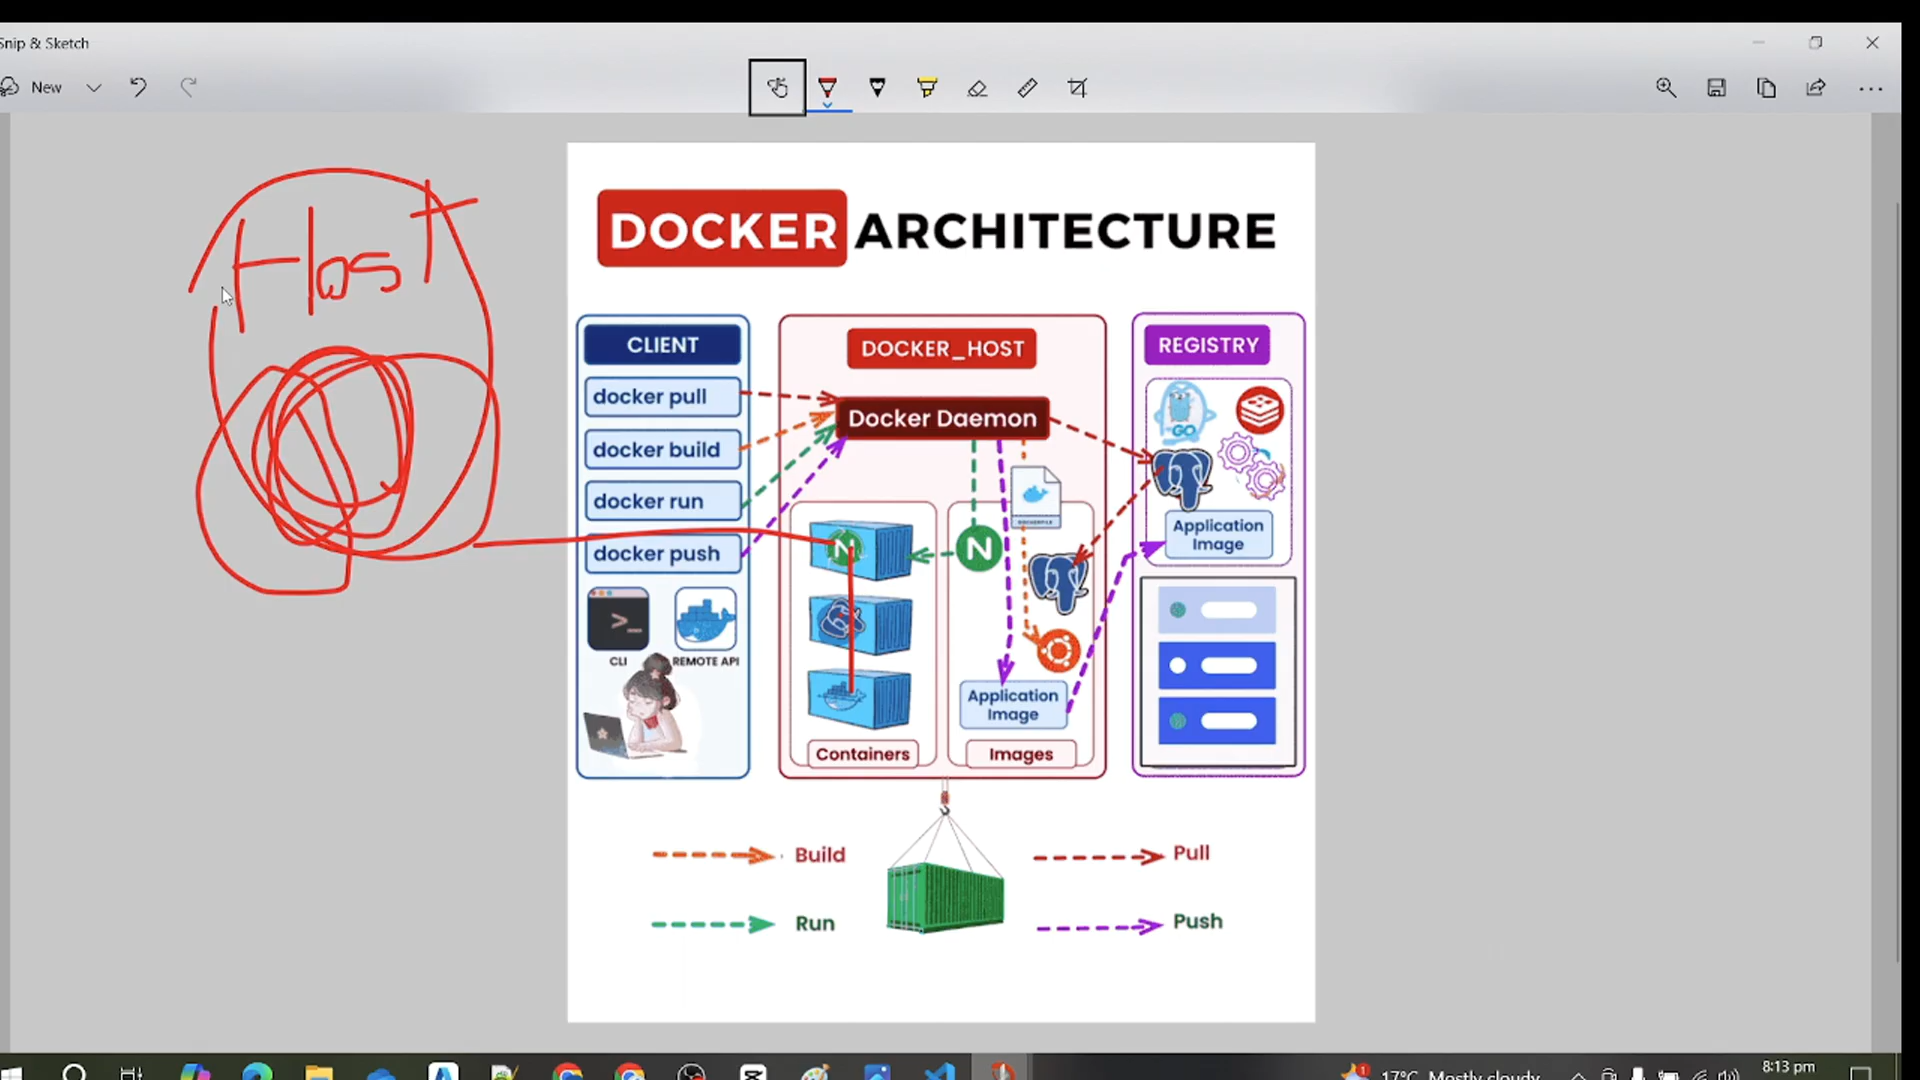 Snip & Sketch
New
Host
DOCKER ARCHITECTURE
CLIENT
docker pull
docker build
docker run
docker push
CLI
REMOTE API
DOCKER_HOST
Docker Daemon
DOCKERFILE
N
N
Application
Image
Containers
Images
REGISTRY
GO
Application
Image
Build
Pull
Run
Push
1
17°C Mostly cloudy
8:13 pm